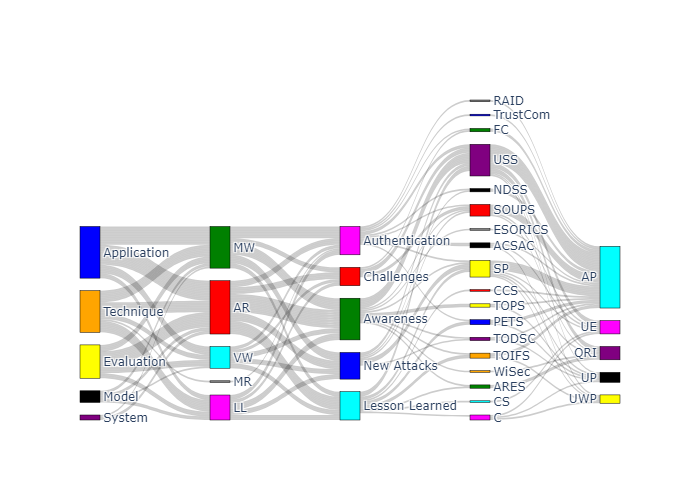 Application
Technique
Evaluation
Model
System
MW
AR
VW
MR
LL
Authentication
Challenges
Awareness
New Attacks
Lesson Learned
RAID
TrustCom
FC
USS
NDSS
SOUPS
ESORICS
ACSAC
SP
CCS
TOPS
PETS
TODSC
TOIFS
WiSec
ARES
CS
C
AP
UE
QRI
UP
UWP